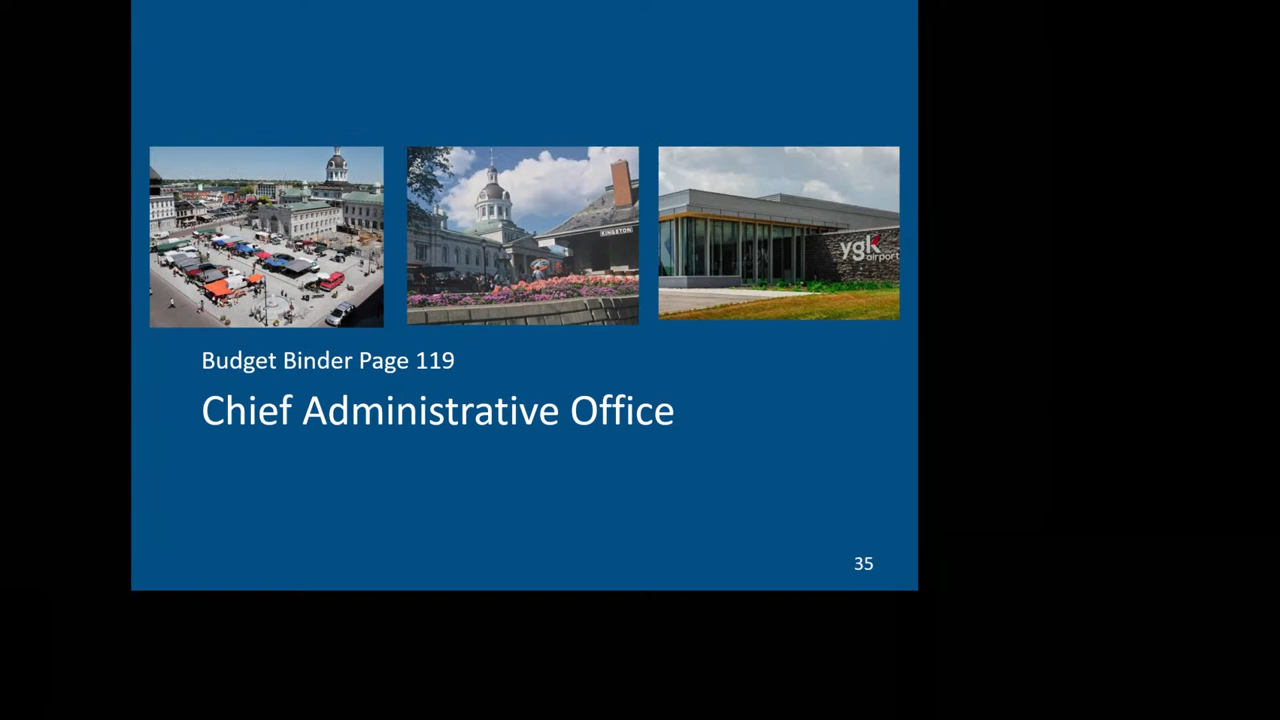 KINGSTON
ygk
airport
Budget Binder Page 119
Chief Administrative Office
35